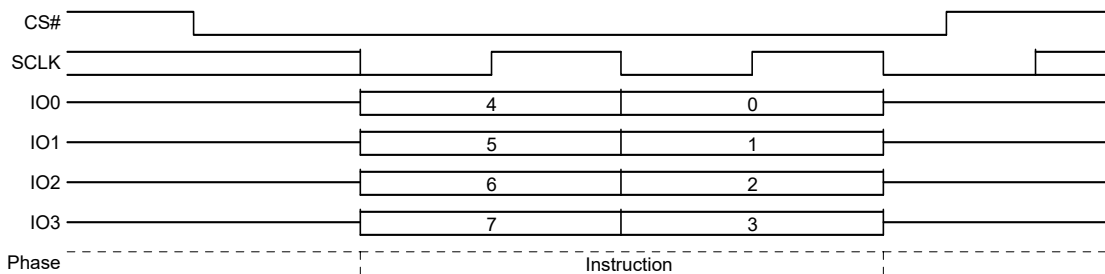 CS#
SCLK
IO0 4 0
IO1 5 1
IO2 6 2
IO3 7 3
Phase Instruction